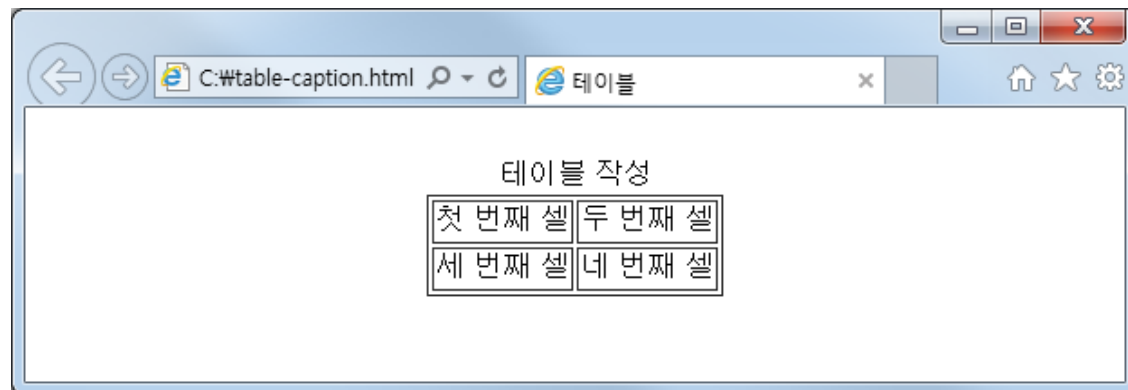 C:₩table-caption.html
테이블
테이블 작성
첫 번째 셀 두 번째 셀
세 번째 셀 네 번째 셀